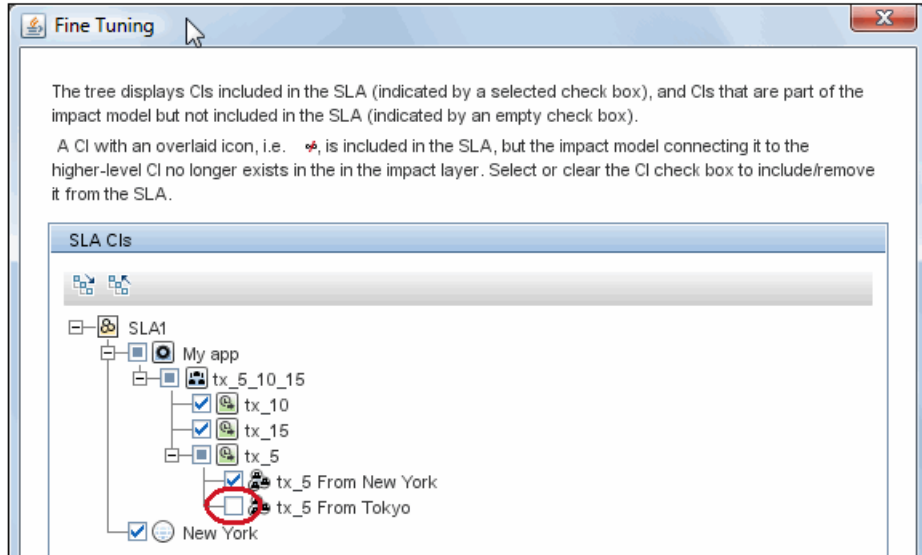 Fine Tuning
The tree displays CIs included in the SLA (indicated by a selected check box), and CIs that are part of the
impact model but not included in the SLA (indicated by an empty check box).
A CI with an overlaid icon, i.e. , is included in the SLA, but the impact model connecting it to the
higher-level CI no longer exists in the in the impact layer. Select or clear the CI check box to include/remove
it from the SLA.
SLA CIs
SLA1
My app
tx_5_10_15
tx_10
tx_15
tx_5
tx_5 From New York
tx_5 From Tokyo
New York